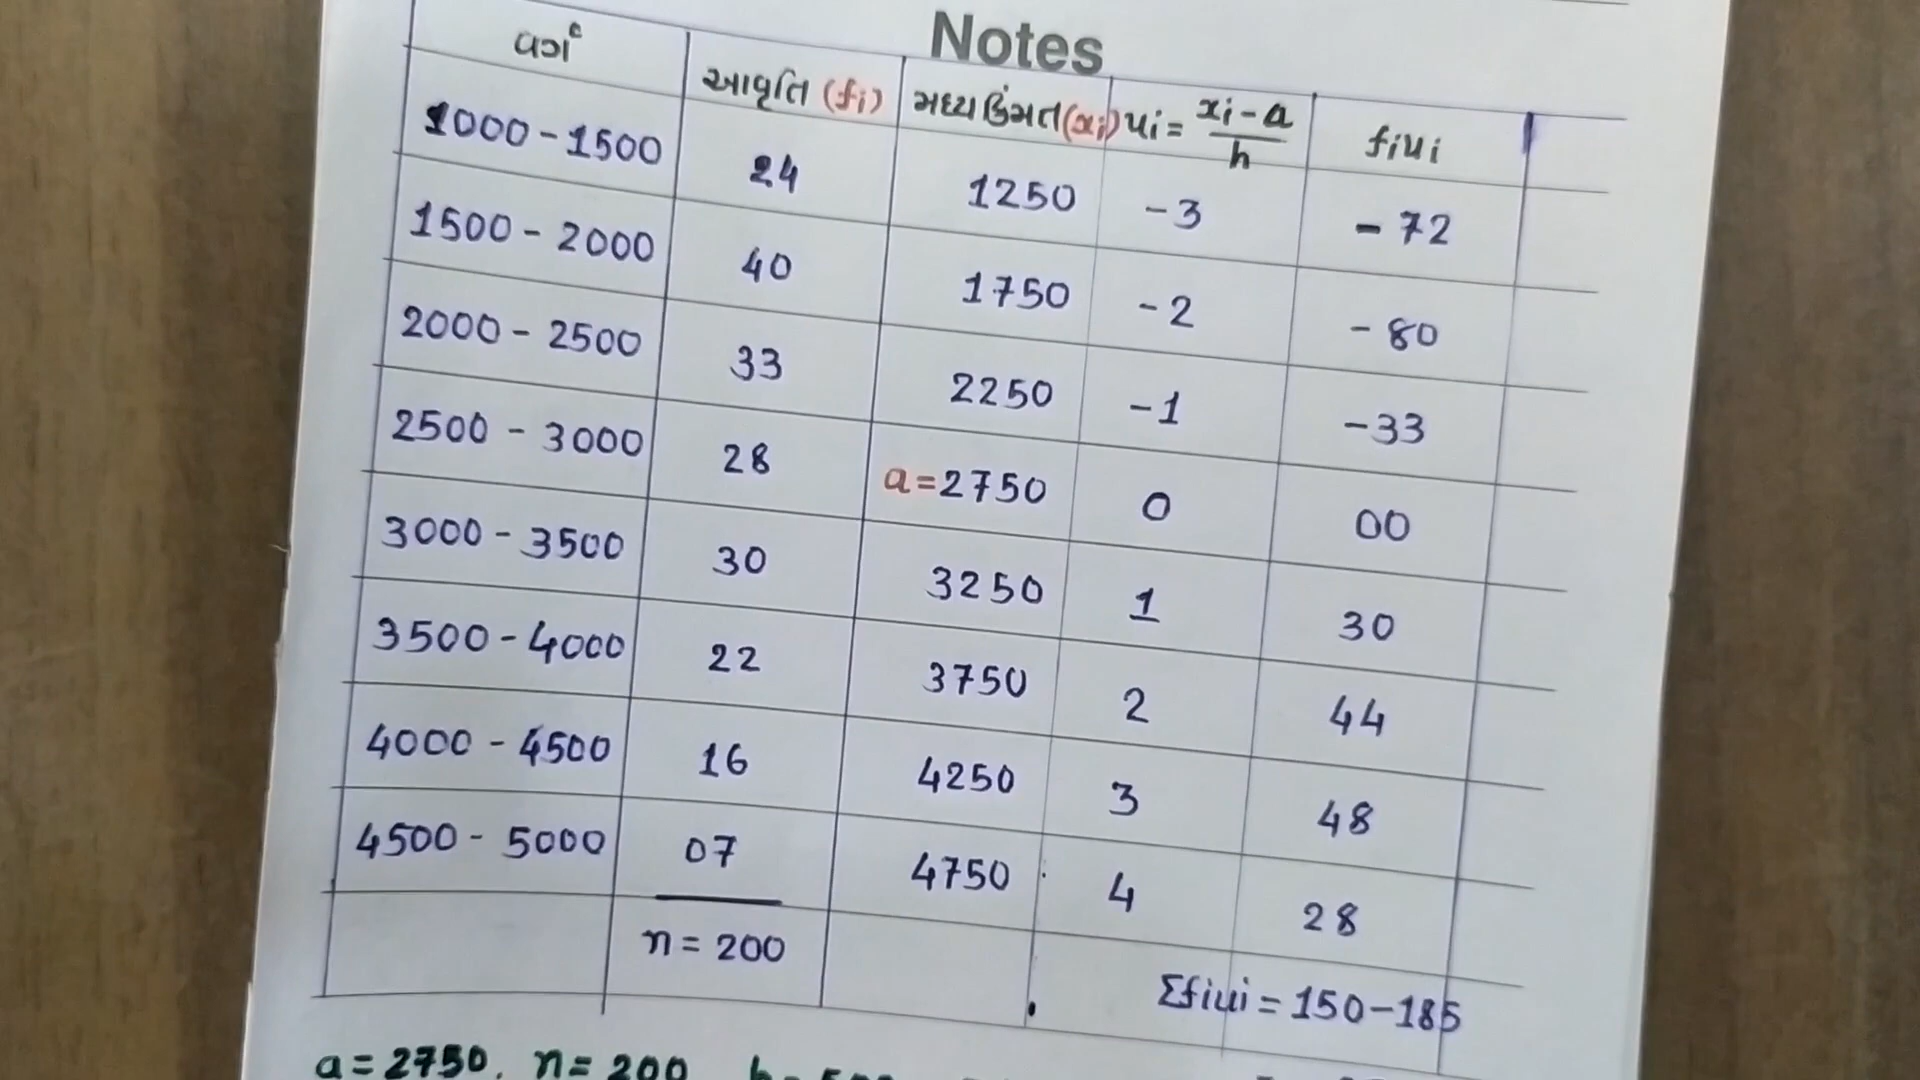 Notes
વર્ગ આવૃતિ (fi) મધ્યકિંમત (xi) ui = xi - a / h fiui
1000 - 1500 24 1250 -3 -72
1500 - 2000 40 1750 -2 -80
2000 - 2500 33 2250 -1 -33
2500 - 3000 28 a=2750 0 00
3000 - 3500 30 3250 1 30
3500 - 4000 22 3750 2 44
4000 - 4500 16 4250 3 48
4500 - 5000 07 4750 4 28
n = 200 Σfiui = 150-185
a = 2750, n = 200